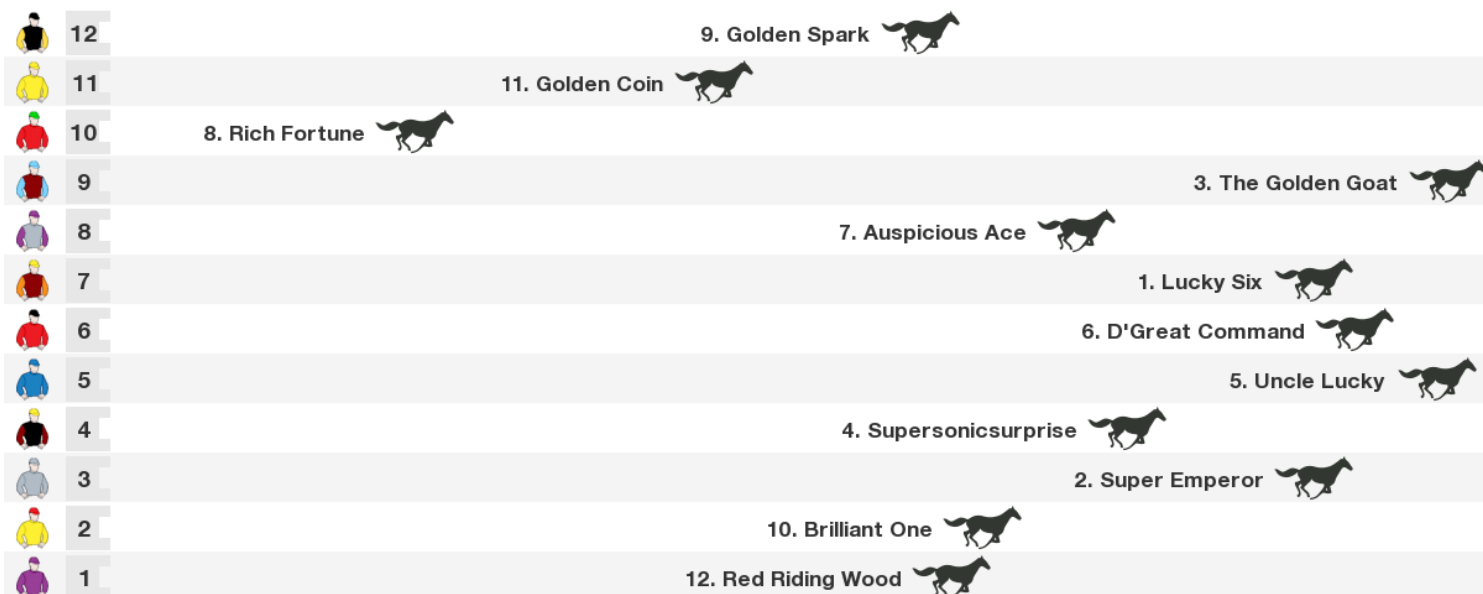 12 9. Golden Spark
11 11. Golden Coin
10 8. Rich Fortune
9 3. The Golden Goat
8 7. Auspicious Ace
7 1. Lucky Six
6 6. D'Great Command
5 5. Uncle Lucky
4 4. Supersonicsurprise
3 2. Super Emperor
2 10. Brilliant One
1 12. Red Riding Wood